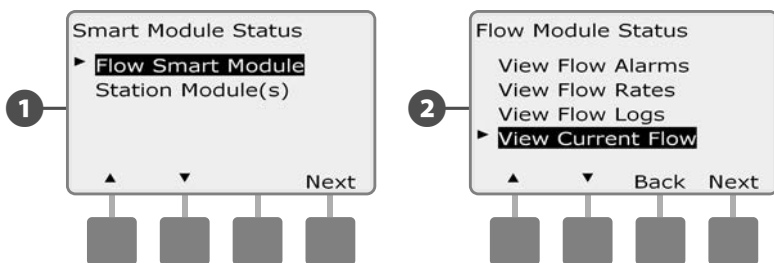 Smart Module Status
► Flow Smart Module
Station Module(s)
1
▲ ▼ Next
Flow Module Status
View Flow Alarms
View Flow Rates
View Flow Logs
► View Current Flow
2
▲ ▼ Back Next